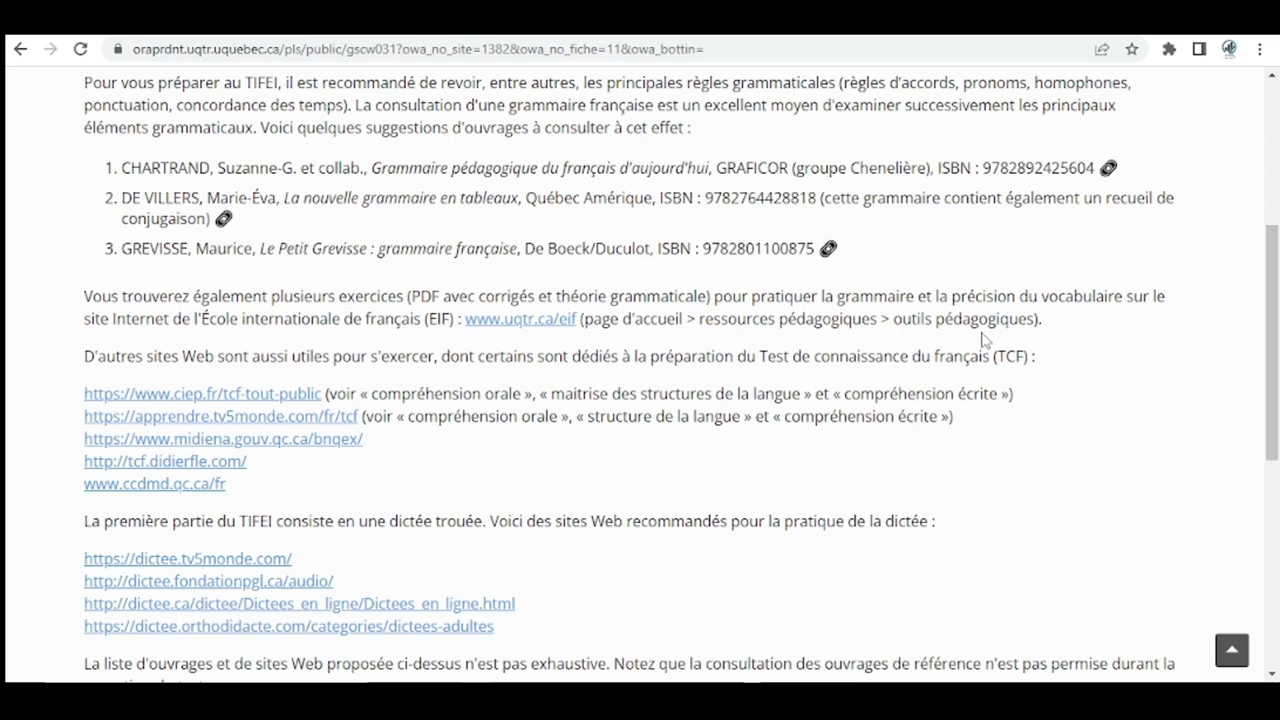 oraprdnt.uqtr.uquebec.ca/pls/public/gscw031?owa_no_site=1382&owa_no_fiche=11&owa_bottin=
Pour vous préparer au TIFEI, il est recommandé de revoir, entre autres, les principales règles grammaticales (règles d'accords, pronoms, homophones,
ponctuation, concordance des temps). La consultation d'une grammaire française est un excellent moyen d'examiner successivement les principaux
éléments grammaticaux. Voici quelques suggestions d'ouvrages à consulter à cet effet :
1. CHARTRAND, Suzanne-G. et collab., Grammaire pédagogique du français d'aujourd'hui, GRAFICOR (groupe Chenelière), ISBN : 9782892425604
2. DE VILLERS, Marie-Éva, La nouvelle grammaire en tableaux, Québec Amérique, ISBN : 9782764428818 (cette grammaire contient également un recueil de
conjugaison)
3. GREVISSE, Maurice, Le Petit Grevisse : grammaire française, De Boeck/Duculot, ISBN : 9782801100875
Vous trouverez également plusieurs exercices (PDF avec corrigés et théorie grammaticale) pour pratiquer la grammaire et la précision du vocabulaire sur le
site Internet de l'École internationale de français (EIF) : www.uqtr.ca/eif (page d'accueil > ressources pédagogiques > outils pédagogiques).
D'autres sites Web sont aussi utiles pour s'exercer, dont certains sont dédiés à la préparation du Test de connaissance du français (TCF) :
https://www.ciep.fr/tcf-tout-public (voir « compréhension orale », « maitrise des structures de la langue » et « compréhension écrite »)
https://apprendre.tv5monde.com/fr/tcf (voir « compréhension orale », « structure de la langue » et « compréhension écrite »)
https://www.midiena.gouv.qc.ca/bnqex/
http://tcf.didierfle.com/
www.ccdmd.qc.ca/fr
La première partie du TIFEI consiste en une dictée trouée. Voici des sites Web recommandés pour la pratique de la dictée :
https://dictee.tv5monde.com/
http://dictee.fondationpgl.ca/audio/
http://dictee.ca/dictee/Dictees_en_ligne/Dictees_en_ligne.html
https://dictee.orthodidacte.com/categories/dictees-adultes
La liste d'ouvrages et de sites Web proposée ci-dessus n'est pas exhaustive. Notez que la consultation des ouvrages de référence n'est pas permise durant la